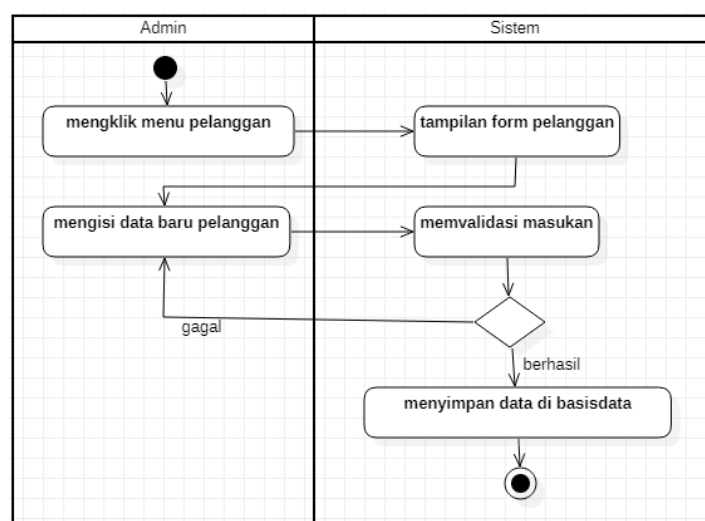 Admin
Sistem
mengklik menu pelanggan
tampilan form pelanggan
mengisi data baru pelanggan
memvalidasi masukan
gagal
berhasil
menyimpan data di basisdata